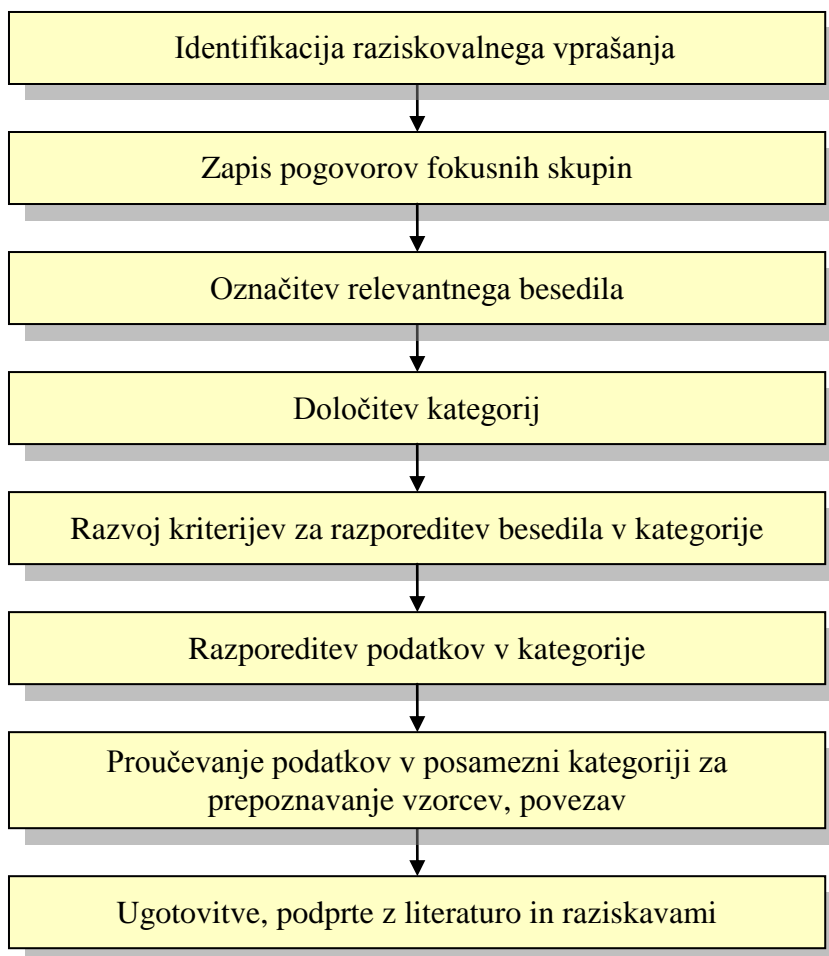 Identifikacija raziskovalnega vprašanja
Zapis pogovorov fokusnih skupin
Označitev relevantnega besedila
Določitev kategorij
Razvoj kriterijev za razporeditev besedila v kategorije
Razporeditev podatkov v kategorije
Proučevanje podatkov v posamezni kategoriji za
prepoznavanje vzorcev, povezav
Ugotovitve, podprte z literaturo in raziskavami